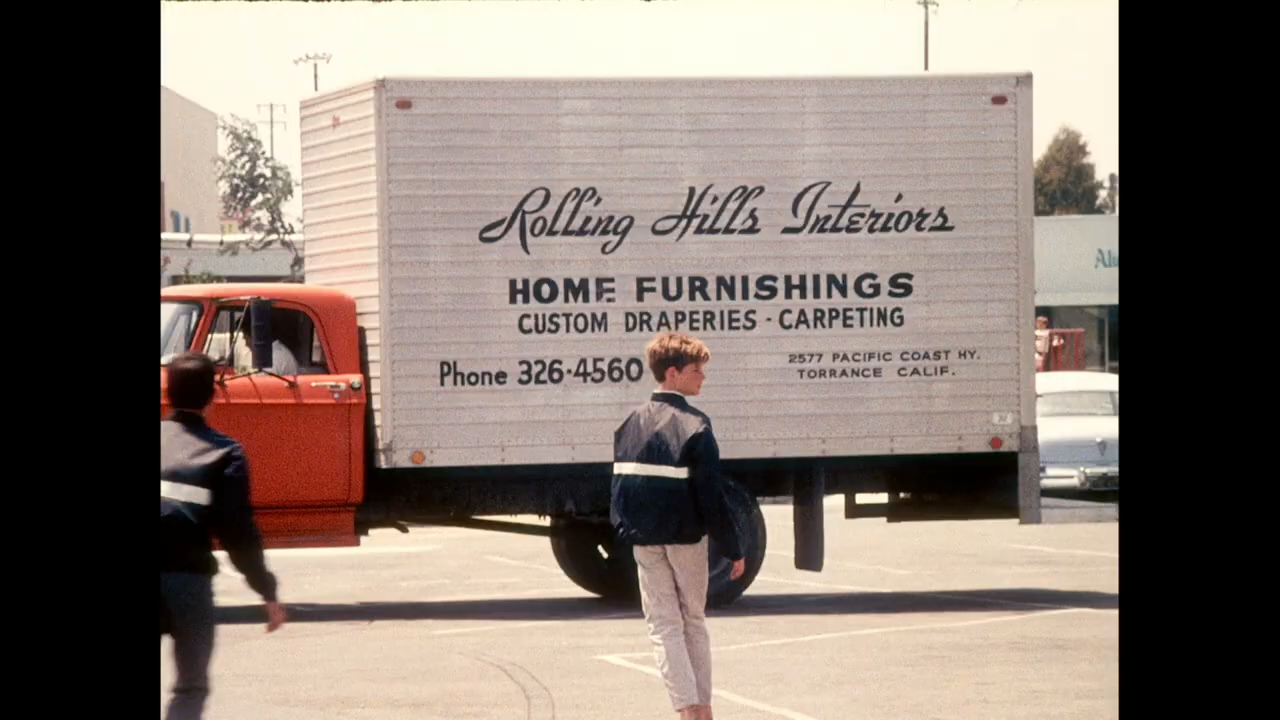 Rolling Hills Interiors
HOME FURNISHINGS
CUSTOM DRAPERIES - CARPETING
Phone 326·4560
2577 PACIFIC COAST HY.
TORRANCE CALIF.